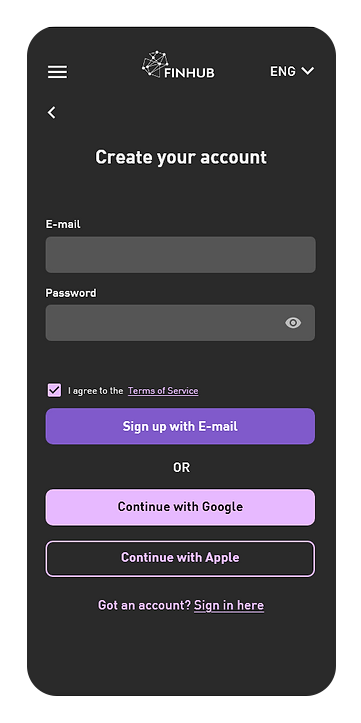 FINHUB
ENG
Create your account
E-mail
Password
I agree to the Terms of Service
Sign up with E-mail
OR
Continue with Google
Continue with Apple
Got an account? Sign in here